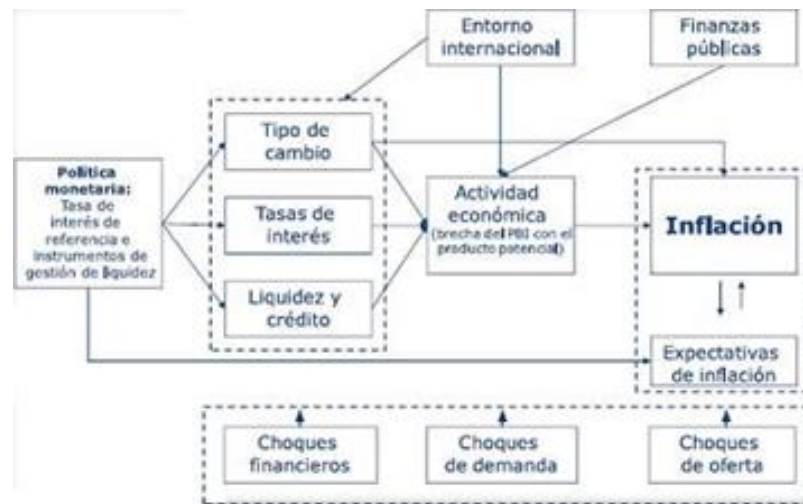 Entorno
internacional
Finanzas
públicas
Tipo de
cambio
Política
monetaria:
Tasa de
interés de
referencia e
instrumentos de
gestión de liquidez
Tasas de
interés
Actividad
económica
(brecha del PBI con el
producto potencial)
Inflación
Liquidez y
crédito
Expectativas
de inflación
Choques
financieros
Choques
de demanda
Choques
de oferta